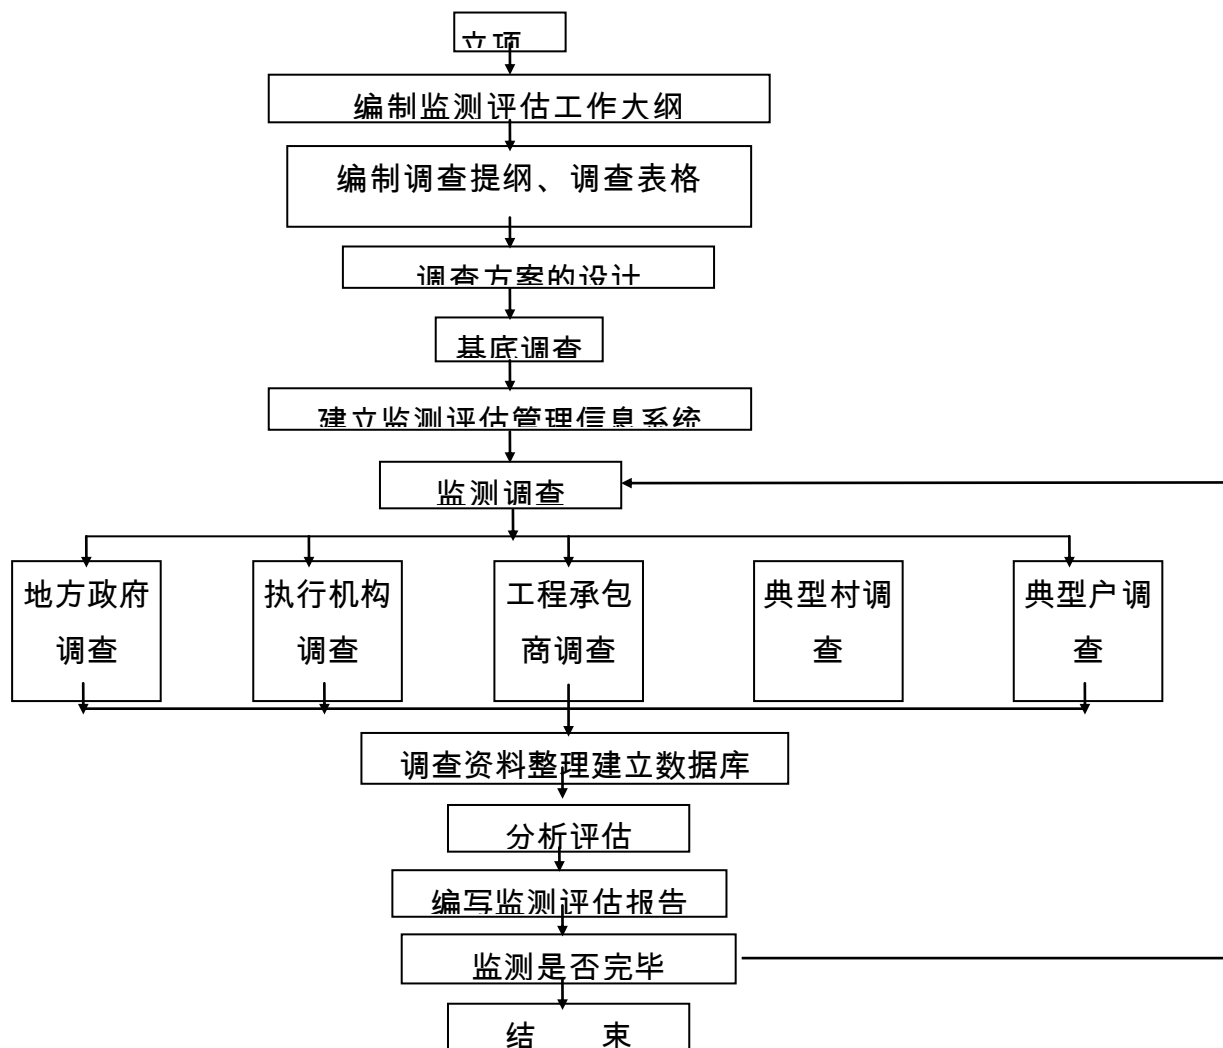 立项
编制监测评估工作大纲
编制调查提纲、调查表格
调查方案的设计
基底调查
建立监测评估管理信息系统
监测调查
地方政府
调查
执行机构
调查
工程承包
商调查
典型村调
查
典型户调
查
调查资料整理建立数据库
分析评估
编写监测评估报告
监测是否完毕
结 束